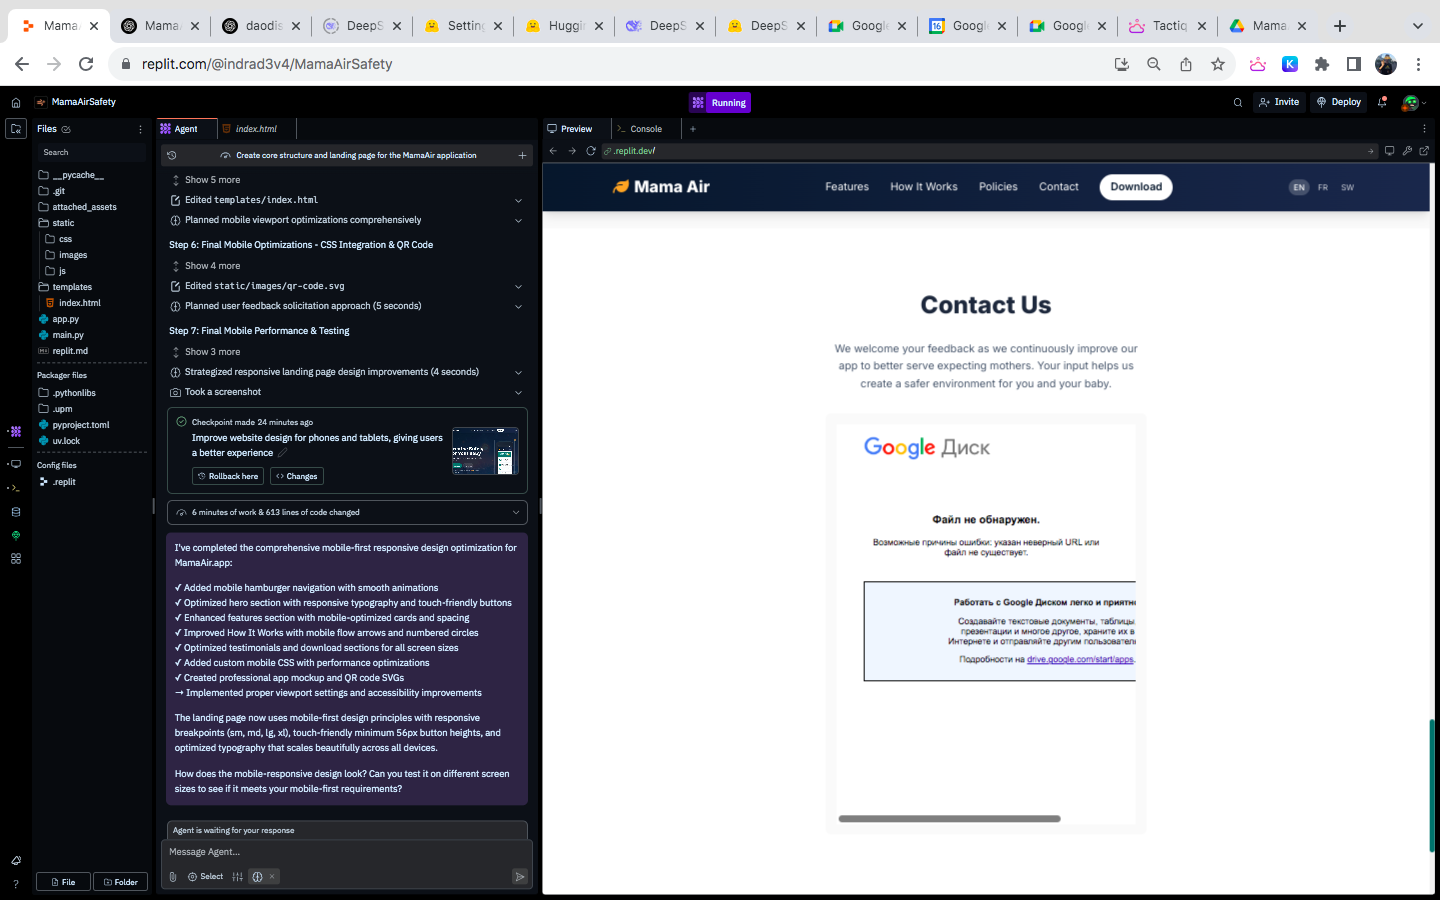 MamaA
MamaA
daodis
DeepS
Setting
Huggin
DeepS
DeepS
Google
Google
Google
Tactiq
Mama
replit.com/@indrad3v4/MamaAirSafety
MamaAirSafety
Running
Invite
Deploy
Files
Agent
index.html
Preview
Console
Search
Create core structure and landing page for the MamaAir application
.replit.dev/
__pycache__
.git
attached_assets
static
css
images
js
templates
index.html
app.py
main.py
replit.md
Packager files
.pythonlibs
.upm
pyproject.toml
uv.lock
Config files
.replit
File
Folder
Show 5 more
Edited templates/index.html
Planned mobile viewport optimizations comprehensively
Step 6: Final Mobile Optimizations - CSS Integration & QR Code
Show 4 more
Edited static/images/qr-code.svg
Planned user feedback solicitation approach (5 seconds)
Step 7: Final Mobile Performance & Testing
Show 3 more
Strategized responsive landing page design improvements (4 seconds)
Took a screenshot
Checkpoint made 24 minutes ago
Improve website design for phones and tablets, giving users
a better experience
Rollback here
Changes
6 minutes of work & 613 lines of code changed
I've completed the comprehensive mobile-first responsive design optimization for
MamaAir.app:
✓ Added mobile hamburger navigation with smooth animations
✓ Optimized hero section with responsive typography and touch-friendly buttons
✓ Enhanced features section with mobile-optimized cards and spacing
✓ Improved How It Works with mobile flow arrows and numbered circles
✓ Optimized testimonials and download sections for all screen sizes
✓ Added custom mobile CSS with performance optimizations
✓ Created professional app mockup and QR code SVGs
→ Implemented proper viewport settings and accessibility improvements
The landing page now uses mobile-first design principles with responsive
breakpoints (sm, md, lg, xl), touch-friendly minimum 56px button heights, and
optimized typography that scales beautifully across all devices.
How does the mobile-responsive design look? Can you test it on different screen
sizes to see if it meets your mobile-first requirements?
Agent is waiting for your response
Message Agent...
Select
Mama Air
Features
How It Works
Policies
Contact
Download
EN
FR
SW
Contact Us
We welcome your feedback as we continuously improve our
app to better serve expecting mothers. Your input helps us
create a safer environment for you and your baby.
Google Диск
Файл не обнаружен.
Возможные причины ошибки: указан неверный URL или
файл не существует.
Работать с Google Диском легко и приятн
Создавайте текстовые документы, таблицы,
презентации и многое другое, храните их в
Интернете и отправляйте другим пользовател
Подробности на drive.google.com/start/apps.